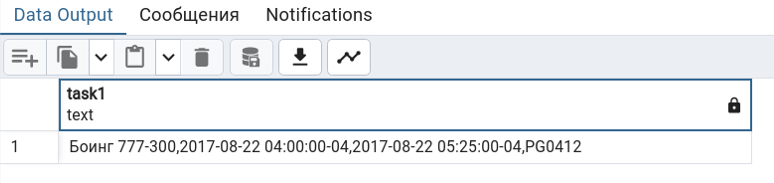 Data Output Сообщения Notifications
task1
text
1 Боинг 777-300,2017-08-22 04:00:00-04,2017-08-22 05:25:00-04,PG0412